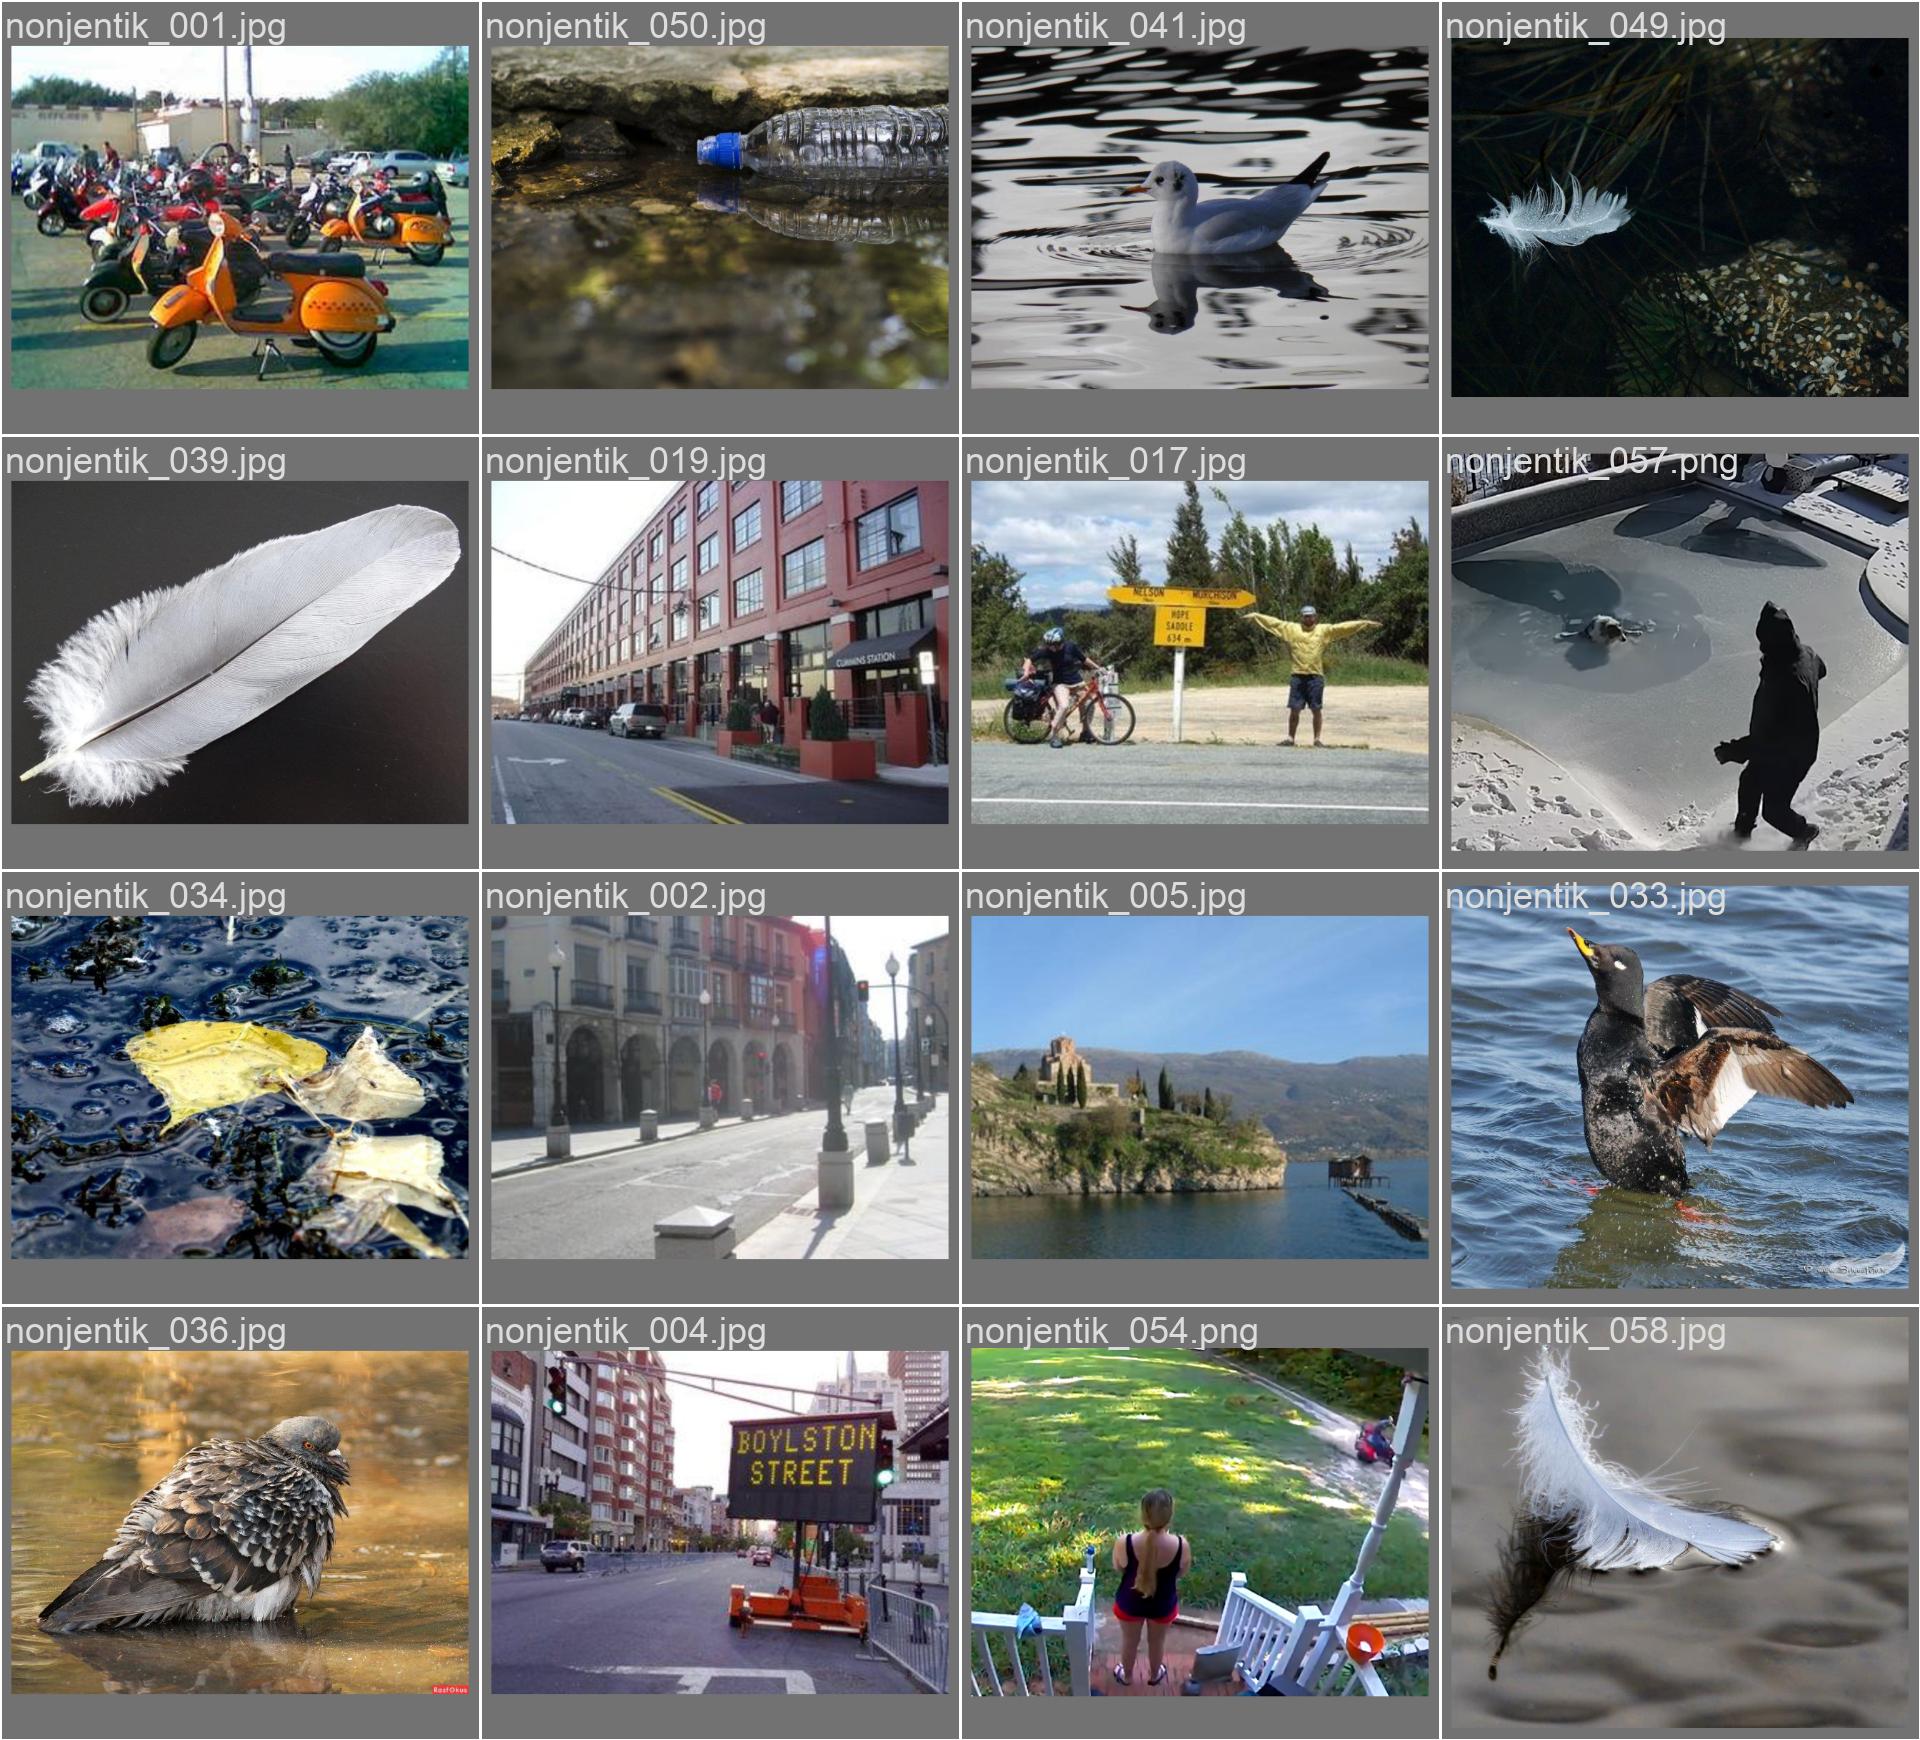 nonjentik_001.jpg
nonjentik_050.jpg
nonjentik_041.jpg
nonjentik_049.jpg
nonjentik_039.jpg
nonjentik_019.jpg
CUMMINS STATION
nonjentik_017.jpg
NELSON MURCHISON
HOPE
SADDLE
634 m
nonjentik_057.png
nonjentik_034.jpg
nonjentik_002.jpg
nonjentik_005.jpg
nonjentik_033.jpg
nonjentik_036.jpg
nonjentik_004.jpg
BOYLSTON
STREET
nonjentik_054.png
nonjentik_058.jpg